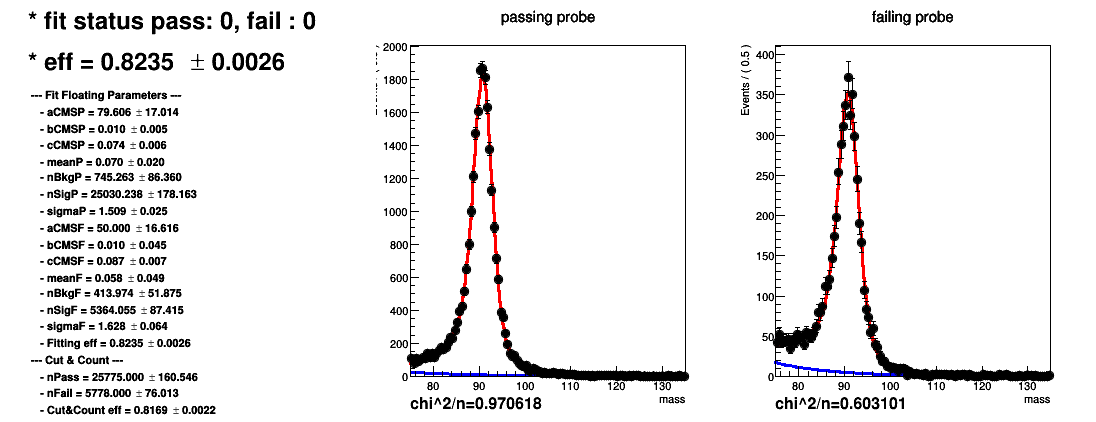 * fit status pass: 0, fail : 0
* eff = 0.8235 ± 0.0026
--- Fit Floating Parameters ---
- aCMSP = 79.606 ± 17.014
- bCMSP = 0.010 ± 0.005
- cCMSP = 0.074 ± 0.006
- meanP = 0.070 ± 0.020
- nBkgP = 745.263 ± 86.360
- nSigP = 25030.238 ± 178.163
- sigmaP = 1.509 ± 0.025
- aCMSF = 50.000 ± 16.616
- bCMSF = 0.010 ± 0.045
- cCMSF = 0.087 ± 0.007
- meanF = 0.058 ± 0.049
- nBkgF = 413.974 ± 51.875
- nSigF = 5364.055 ± 87.415
- sigmaF = 1.628 ± 0.064
- Fitting eff = 0.8235 ± 0.0026
--- Cut & Count ---
- nPass = 25775.000 ± 160.546
- nFail = 5778.000 ± 76.013
- Cut&Count eff = 0.8169 ± 0.0022
passing probe
2000
1800
1600
1400
1200
1000
800
600
400
200
0
80 90 100 110 120 130
mass
chi^2/n=0.970618
failing probe
Events / ( 0.5 )
400
350
300
250
200
150
100
50
0
80 90 100 110 120 130
mass
chi^2/n=0.603101